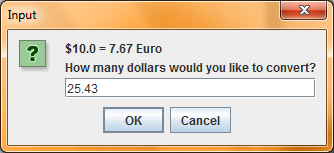 Input
$10.0 = 7.67 Euro
How many dollars would you like to convert?
25.43
OK
Cancel